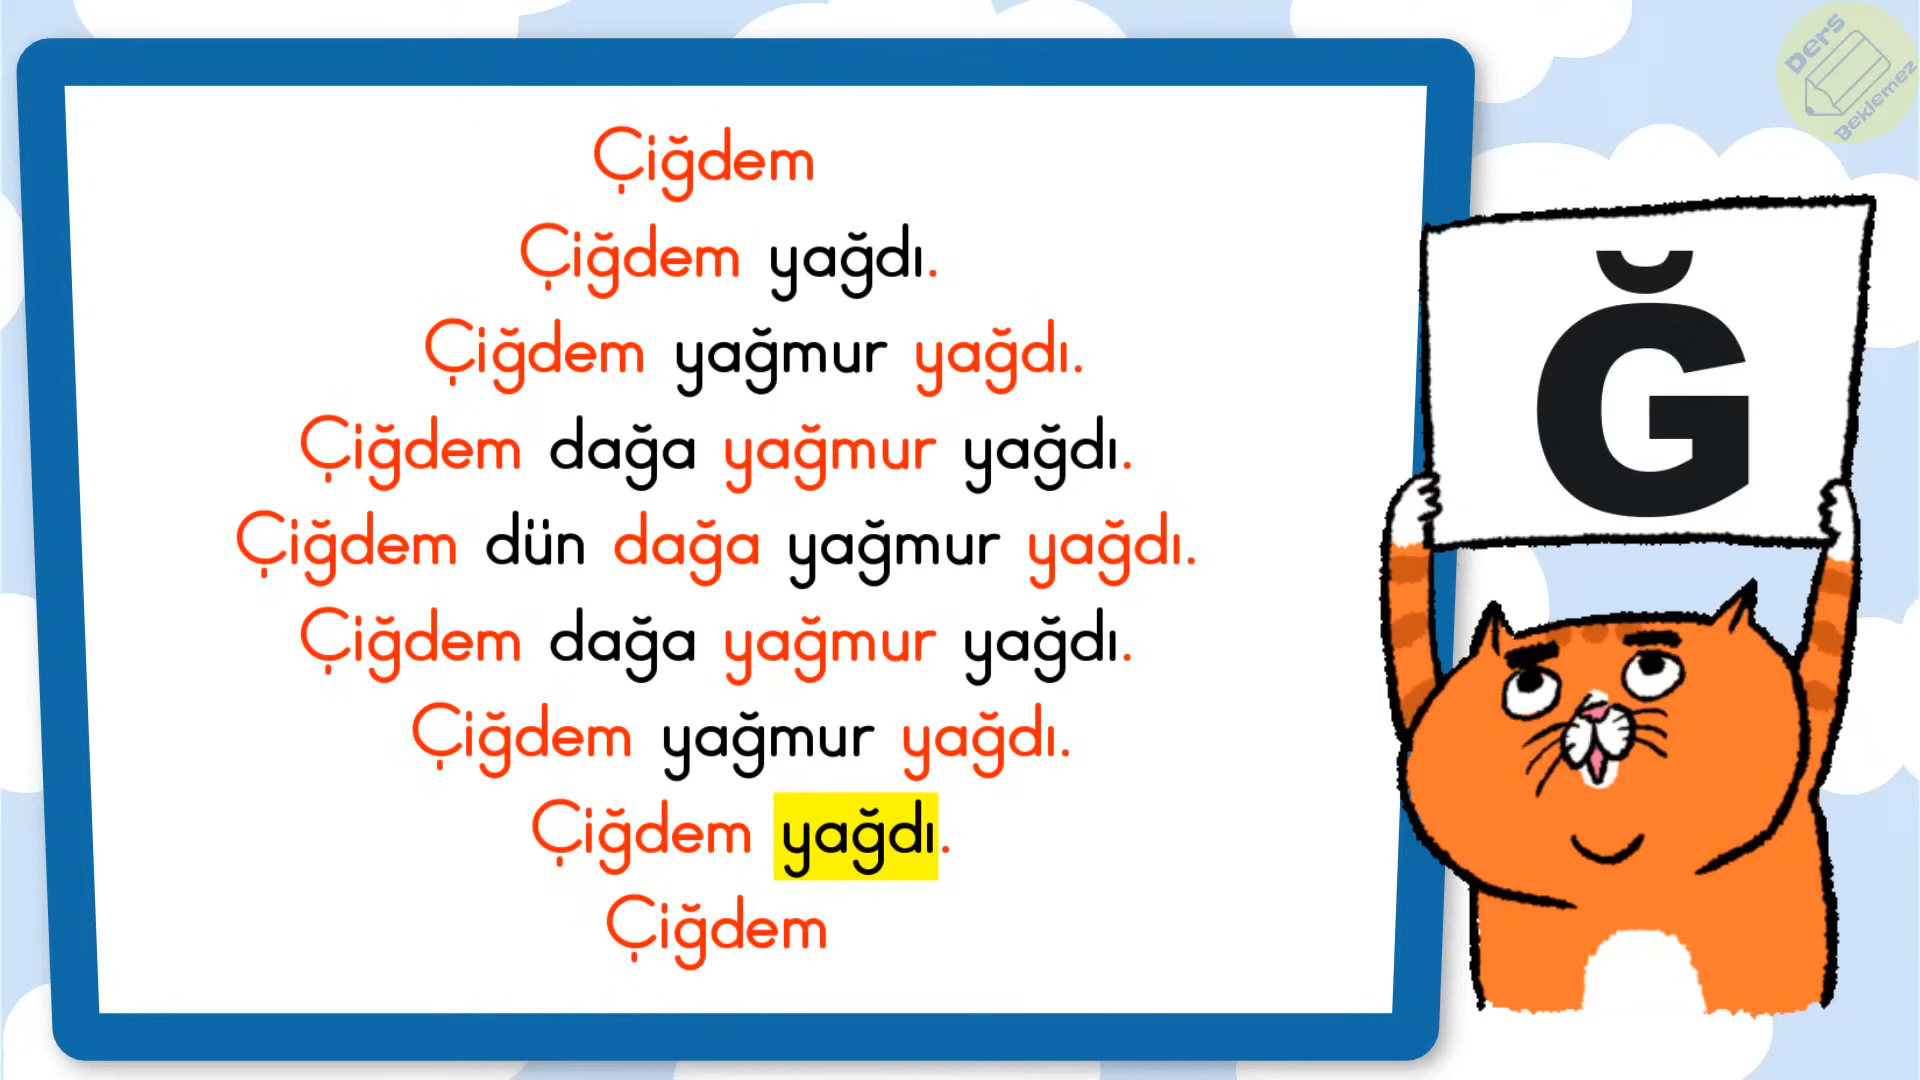 Çiğdem
Çiğdem yağdı.
Çiğdem yağmur yağdı.
Çiğdem dağa yağmur yağdı.
Çiğdem dün dağa yağmur yağdı.
Çiğdem dağa yağmur yağdı.
Çiğdem yağmur yağdı.
Çiğdem yağdı.
Çiğdem
Ğ
Ders
Beklemez